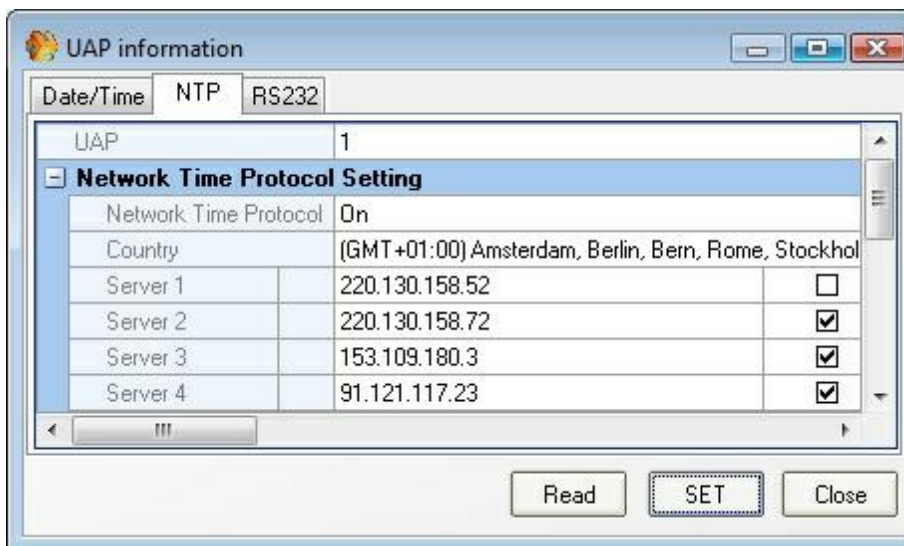 UAP information
Date/Time NTP RS232
UAP 1
Network Time Protocol Setting
Network Time Protocol On
Country (GMT+01:00) Amsterdam, Berlin, Bern, Rome, Stockhol
Server 1 220.130.158.52
Server 2 220.130.158.72
Server 3 153.109.180.3
Server 4 91.121.117.23
Read SET Close